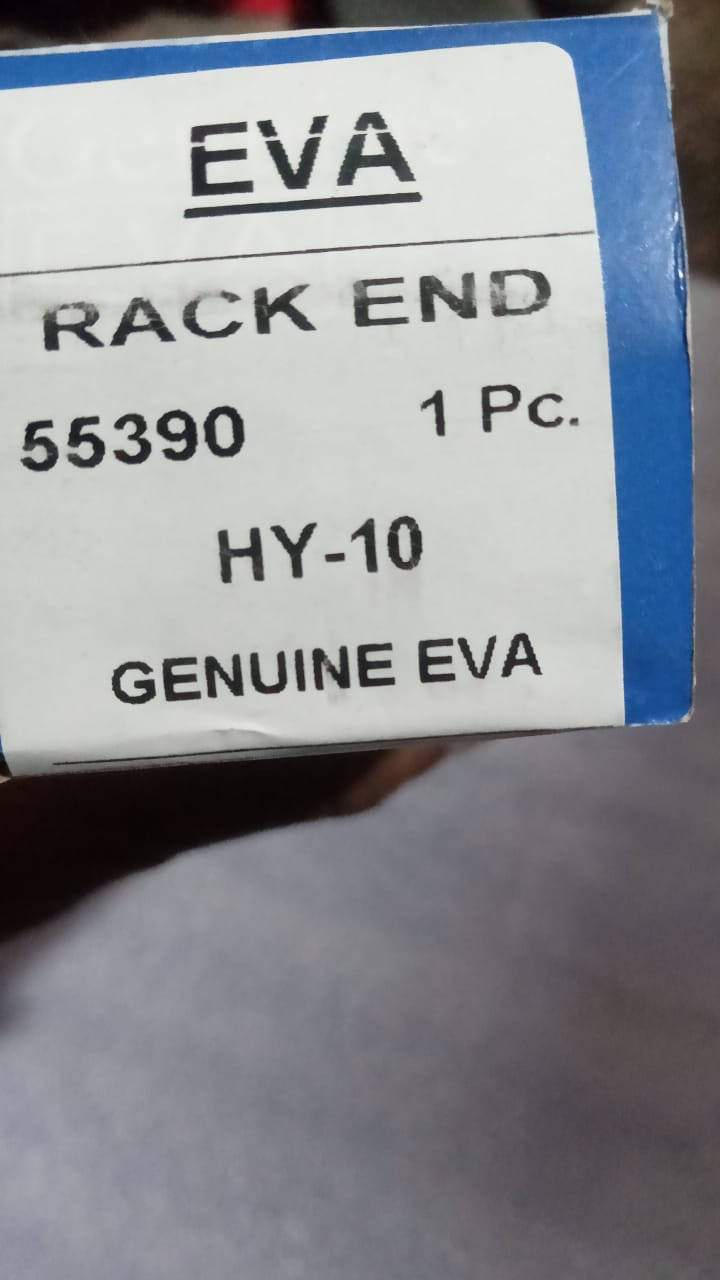 EVA
RACK END
55390 1 Pc.
HY-10
GENUINE EVA